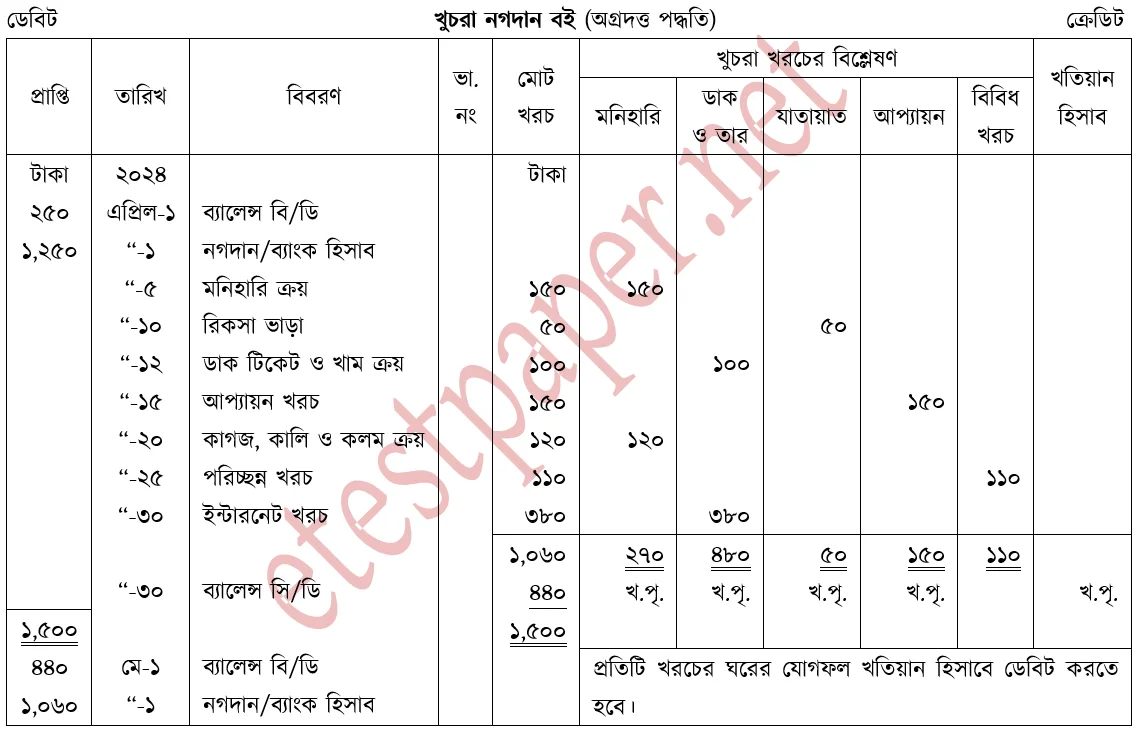 ডেবিট খুচরা নগদান বই (অগ্রদত্ত পদ্ধতি) ক্রেডিট
প্রাপ্তি তারিখ বিবরণ ভা. নং মোট খরচ খুচরা খরচের বিশ্লেষণ খতিয়ান হিসাব
মনিহারি ডাক ও তার যাতায়াত আপ্যায়ন বিবিধ খরচ
টাকা ২০২৪ টাকা
২৫০ এপ্রিল-১ ব্যালেন্স বি/ডি
১,২৫০ “-১ নগদান/ব্যাংক হিসাব
“-৫ মনিহারি ক্রয় ১৫০ ১৫০
“-১০ রিকসা ভাড়া ৫০ ৫০
“-১২ ডাক টিকেট ও খাম ক্রয় ১০০ ১০০
“-১৫ আপ্যায়ন খরচ ১৫০ ১৫০
“-২০ কাগজ, কালি ও কলম ক্রয় ১২০ ১২০
“-২৫ পরিচ্ছন্ন খরচ ১১০ ১১০
“-৩০ ইন্টারনেট খরচ ৩৮০ ৩৮০
১,০৬০ ২৭০ ৪৮০ ৫০ ১৫০ ১১০
“-৩০ ব্যালেন্স সি/ডি ৪৪০ খ.পৃ. খ.পৃ. খ.পৃ. খ.পৃ. খ.পৃ.
১,৫০০ ১,৫০০
৪৪০ মে-১ ব্যালেন্স বি/ডি প্রতিটি খরচের ঘরের যোগফল খতিয়ান হিসাবে ডেবিট করতে
১,০৬০ “-১ নগদান/ব্যাংক হিসাব হবে।
etestpaper.net